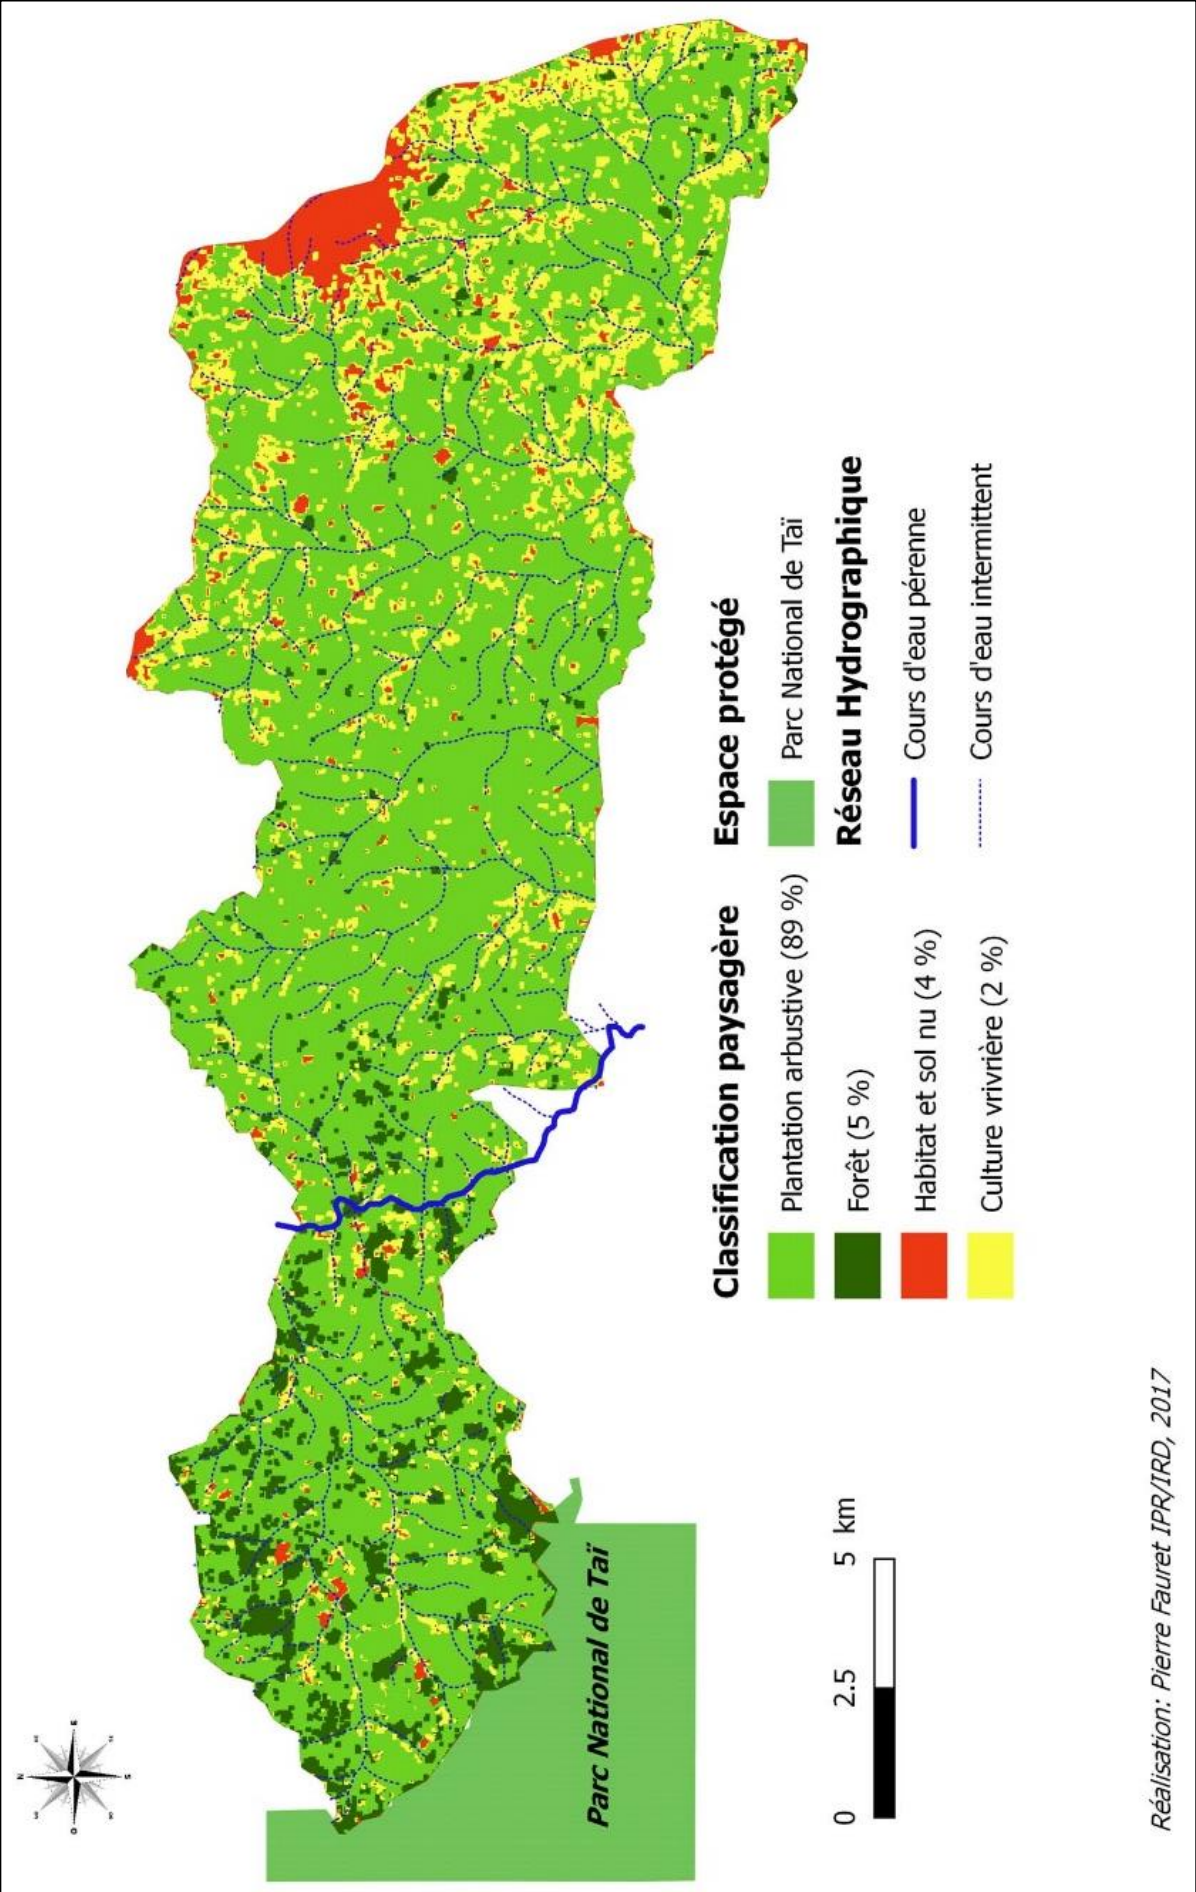 N
E
S
O
Parc National de Taï
Classification paysagère
Plantation arbustive (89 %)
Forêt (5 %)
Habitat et sol nu (4 %)
Culture vrivrière (2 %)
Espace protégé
Parc National de Taï
Réseau Hydrographique
Cours d'eau pérenne
Cours d'eau intermittent
0 2.5 5 km
Réalisation: Pierre Fauret IPR/IRD, 2017